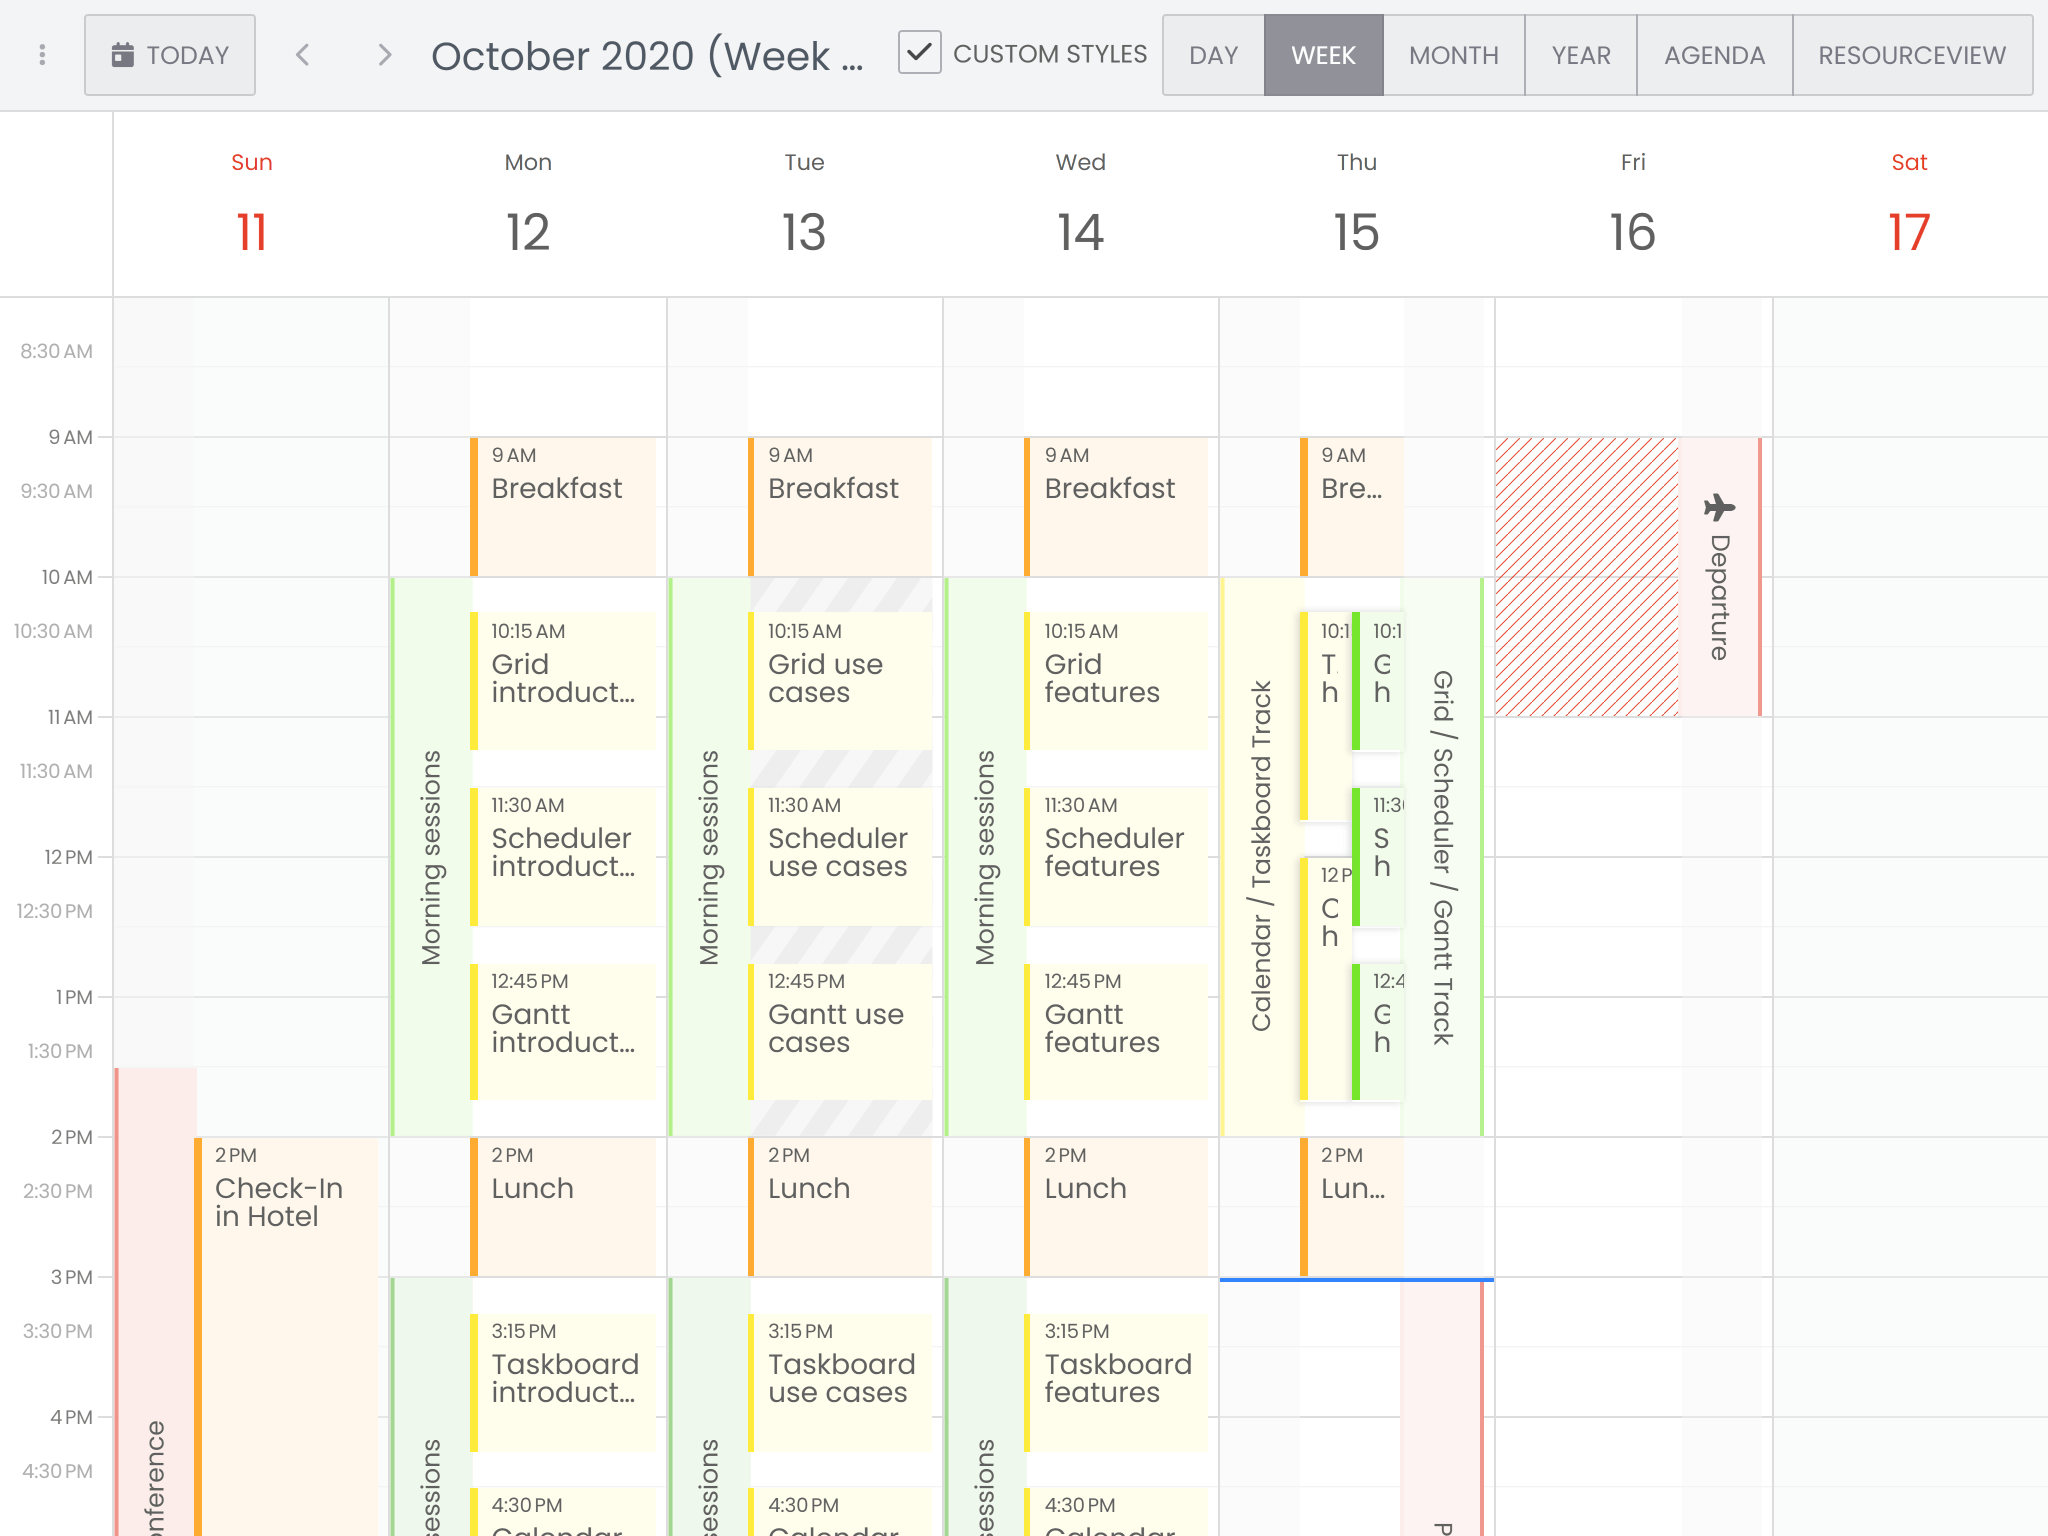 TODAY
October 2020 (Week ...
CUSTOM STYLES
DAY
WEEK
MONTH
YEAR
AGENDA
RESOURCEVIEW
Sun
11
Mon
12
Tue
13
Wed
14
Thu
15
Fri
16
Sat
17
8:30 AM
9 AM
9:30 AM
10 AM
10:30 AM
11 AM
11:30 AM
12 PM
12:30 PM
1 PM
1:30 PM
2 PM
2:30 PM
3 PM
3:30 PM
4 PM
4:30 PM
onference
2 PM
Check-In
in Hotel
9 AM
Breakfast
Morning sessions
10:15 AM
Grid
introduct...
11:30 AM
Scheduler
introduct...
12:45 PM
Gantt
introduct...
2 PM
Lunch
essions
3:15 PM
Taskboard
introduct...
4:30 PM
Calendar
9 AM
Breakfast
Morning sessions
10:15 AM
Grid use
cases
11:30 AM
Scheduler
use cases
12:45 PM
Gantt use
cases
2 PM
Lunch
essions
3:15 PM
Taskboard
use cases
4:30 PM
Calendar
9 AM
Breakfast
Morning sessions
10:15 AM
Grid
features
11:30 AM
Scheduler
features
12:45 PM
Gantt
features
2 PM
Lunch
essions
3:15 PM
Taskboard
features
4:30 PM
Calendar
9 AM
Bre...
Calendar / Taskboard Track
10:1
T
h
12 P
C
h
10:1
G
h
11:3
S
h
12:4
G
h
Grid / Scheduler / Gantt Track
2 PM
Lun...
P
Departure